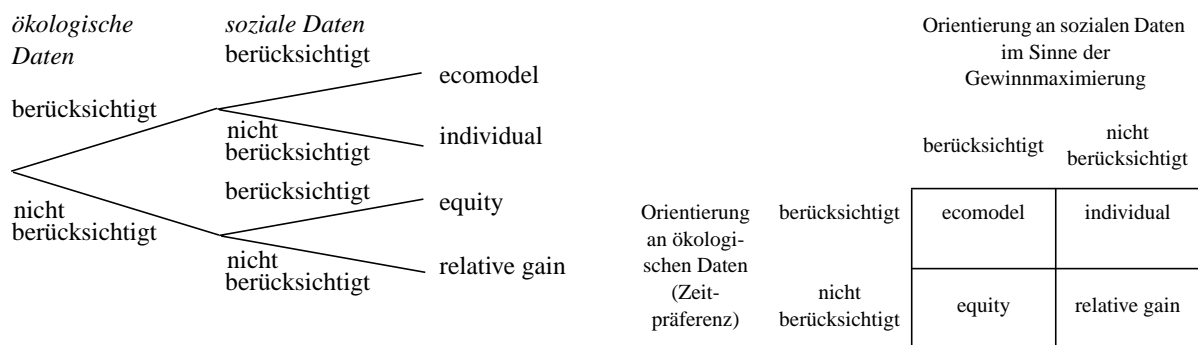 ökologische
Daten
soziale Daten
berücksichtigt
ecomodel
berücksichtigt
nicht
berücksichtigt
individual
berücksichtigt
equity
nicht
berücksichtigt
nicht
berücksichtigt
relative gain
Orientierung an sozialen Daten
im Sinne der
Gewinnmaximierung
berücksichtigt
nicht
berücksichtigt
Orientierung
an ökologi-
schen Daten
(Zeit-
präferenz)
berücksichtigt
ecomodel
individual
nicht
berücksichtigt
equity
relative gain